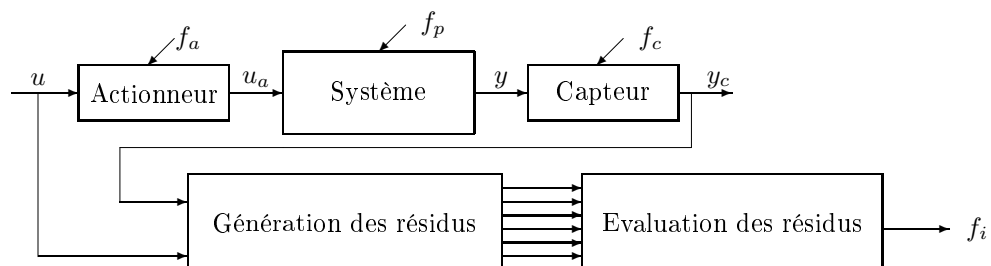 f_a
f_p
f_c
u
Actionneur
u_a
Système
y
Capteur
y_c
Génération des résidus
Evaluation des résidus
f_i